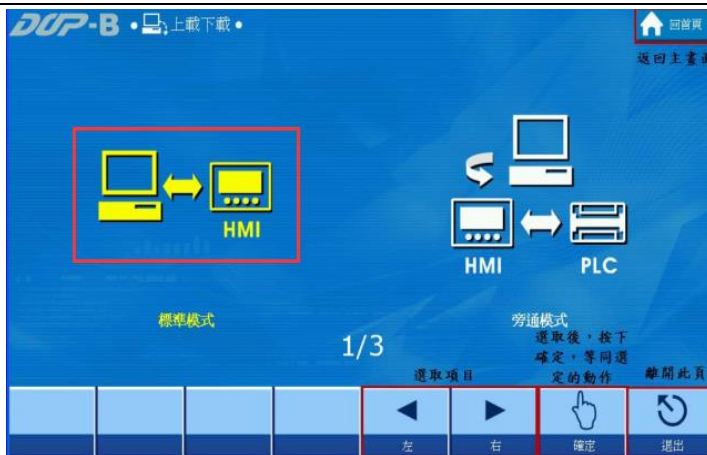 DOP-B •上載下載•
回首頁
返回主畫面
HMI
HMI PLC
標準模式
旁通模式
1/3
選取項目
選取後，按下
確定，等同選
定的動作
離開此頁
左
右
確定
退出